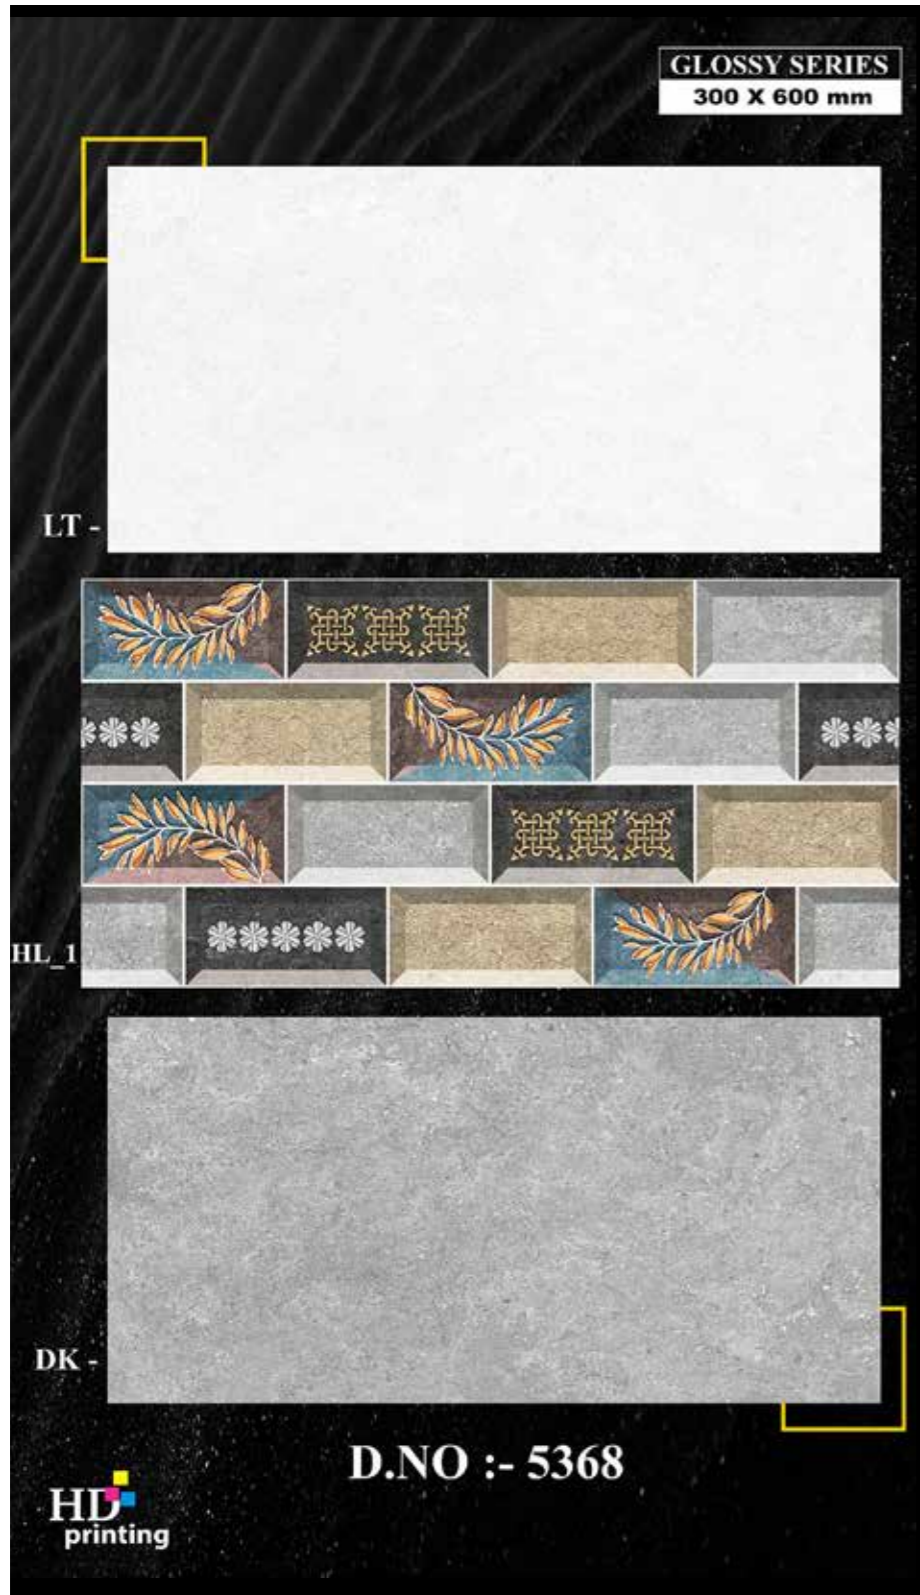 GLOSSY SERIES
300 X 600 mm
LT -
HL_1
DK -
D.NO :- 5368
HD
printing